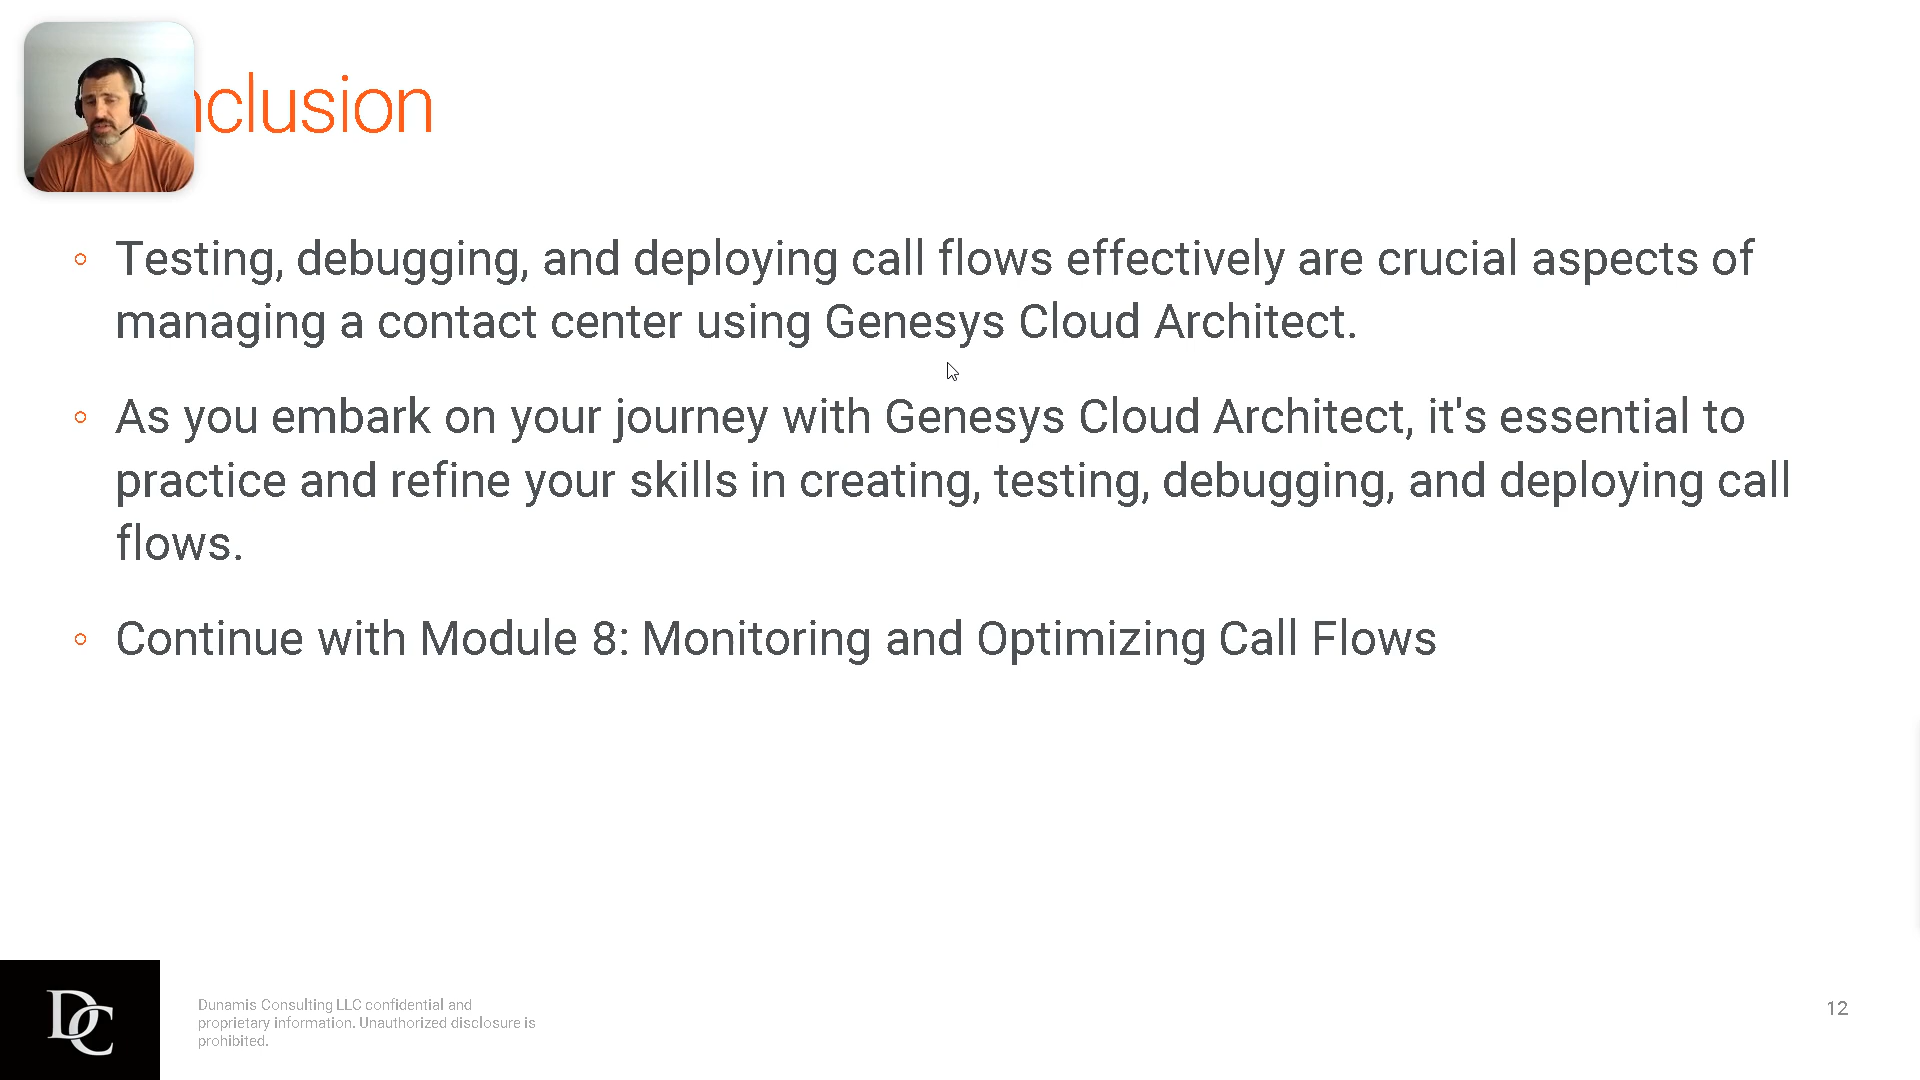 nclusion
Testing, debugging, and deploying call flows effectively are crucial aspects of
managing a contact center using Genesys Cloud Architect.
As you embark on your journey with Genesys Cloud Architect, it's essential to
practice and refine your skills in creating, testing, debugging, and deploying call
flows.
Continue with Module 8: Monitoring and Optimizing Call Flows
DC
Dunamis Consulting LLC confidential and
proprietary information. Unauthorized disclosure is
prohibited.
12